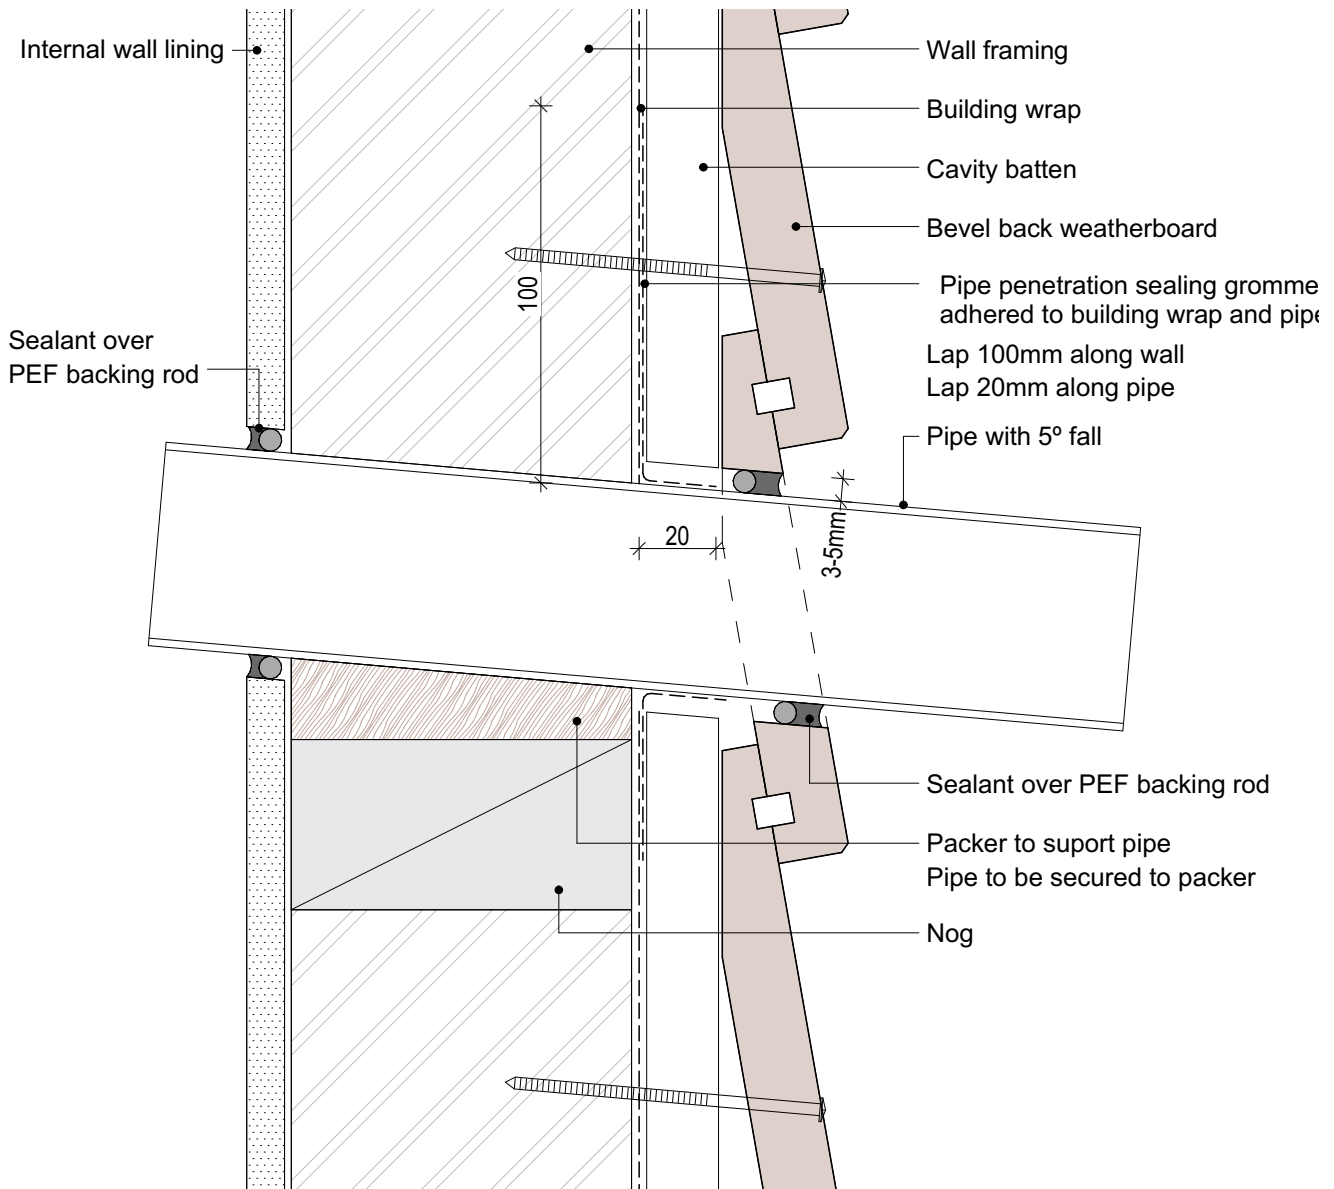 Internal wall lining
Wall framing
Building wrap
Cavity batten
Bevel back weatherboard
100
Pipe penetration sealing gromme
adhered to building wrap and pipe
Lap 100mm along wall
Lap 20mm along pipe
Sealant over
PEF backing rod
Pipe with 5º fall
20
3-5mm
Sealant over PEF backing rod
Packer to suport pipe
Pipe to be secured to packer
Nog